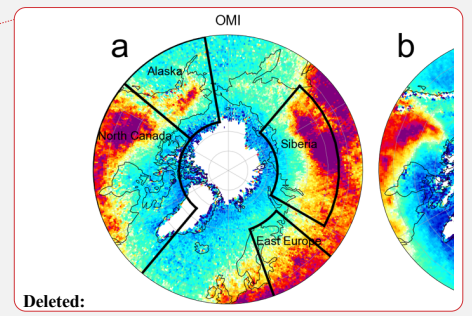 OMI
a
b
Alaska
North Canada
Siberia
East Europe
Deleted: